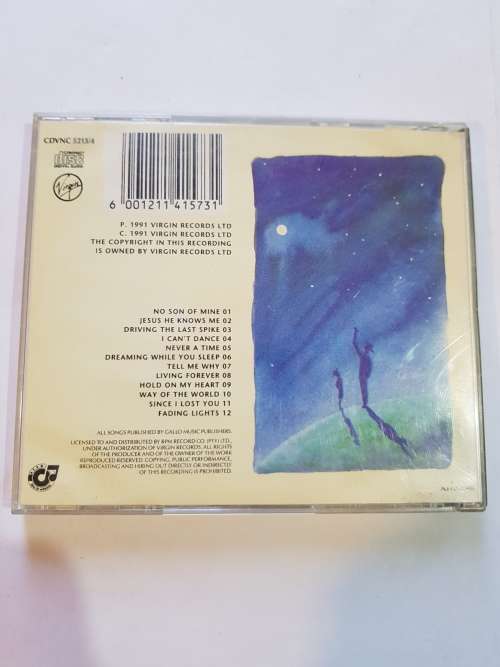 CDVNC 5213/4
COMPACT
DISC
DIGITAL AUDIO
Virgin
6 001211 415731
P. 1991 VIRGIN RECORDS LTD
C. 1991 VIRGIN RECORDS LTD
THE COPYRIGHT IN THIS RECORDING
IS OWNED BY VIRGIN RECORDS LTD
NO SON OF MINE 01
JESUS HE KNOWS ME 02
DRIVING THE LAST SPIKE 03
I CAN'T DANCE 04
NEVER A TIME 05
DREAMING WHILE YOU SLEEP 06
TELL ME WHY 07
LIVING FOREVER 08
HOLD ON MY HEART 09
WAY OF THE WORLD 10
SINCE I LOST YOU 11
FADING LIGHTS 12
ALL SONGS PUBLISHED BY GALLO MUSIC PUBLISHERS.
LICENSED TO AND DISTRIBUTED BY RPM RECORD CO (PTY) LTD.,
UNDER AUTHORITY OF VIRGIN RECORDS. ALL RIGHTS
OF THE PRODUCER AND OF THE OWNER OF THE WORK
REPRODUCED RESERVED. COPYING, PUBLIC PERFORMANCE,
BROADCASTING AND HIRING OUT DIRECTLY OR INDIRECTLY
OF THIS RECORDING IS PROHIBITED.